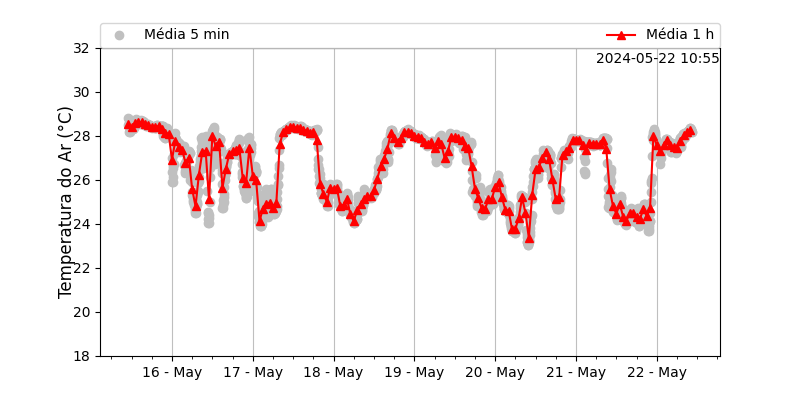 Média 5 min
Média 1 h
2024-05-22 10:55
Temperatura do Ar (°C)
32
30
28
26
24
22
20
18
16 - May
17 - May
18 - May
19 - May
20 - May
21 - May
22 - May